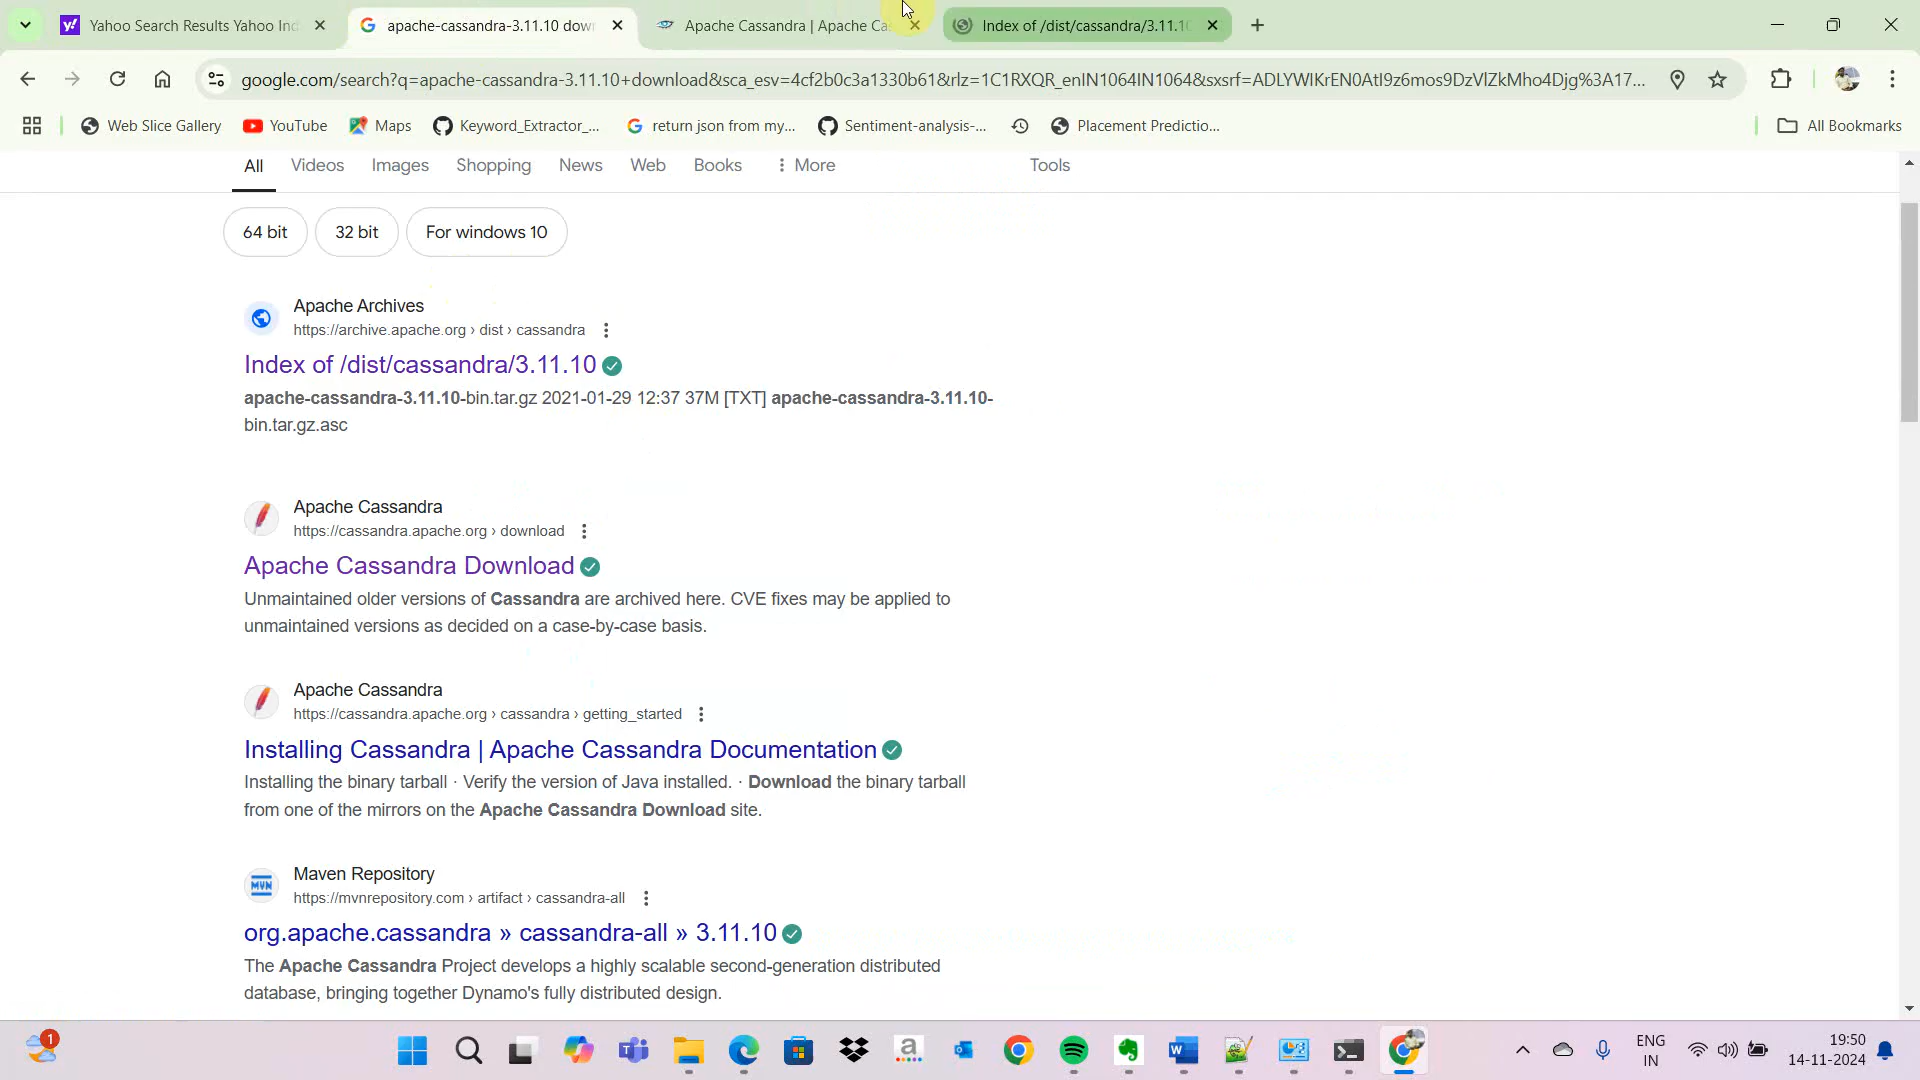 Yahoo Search Results Yahoo Ind
apache-cassandra-3.11.10 dow
Apache Cassandra | Apache Ca
Index of /dist/cassandra/3.11.10
google.com/search?q=apache-cassandra-3.11.10+download&sca_esv=4cf2b0c3a1330b61&rlz=1C1RXQR_enIN1064IN1064&sxsrf=ADLYWIKrEN0AtI9z6mos9DzVlZkMho4Djg%3A17...
Web Slice Gallery
YouTube
Maps
Keyword_Extractor_...
return json from my...
Sentiment-analysis-...
Placement Predictio...
All Bookmarks
All
Videos
Images
Shopping
News
Web
Books
More
Tools
64 bit
32 bit
For windows 10
Apache Archives
https://archive.apache.org › dist › cassandra
Index of /dist/cassandra/3.11.10
apache-cassandra-3.11.10-bin.tar.gz 2021-01-29 12:37 37M [TXT] apache-cassandra-3.11.10-
bin.tar.gz.asc
Apache Cassandra
https://cassandra.apache.org › download
Apache Cassandra Download
Unmaintained older versions of Cassandra are archived here. CVE fixes may be applied to
unmaintained versions as decided on a case-by-case basis.
Apache Cassandra
https://cassandra.apache.org › cassandra › getting_started
Installing Cassandra | Apache Cassandra Documentation
Installing the binary tarball · Verify the version of Java installed. · Download the binary tarball
from one of the mirrors on the Apache Cassandra Download site.
MVN
Maven Repository
https://mvnrepository.com › artifact › cassandra-all
org.apache.cassandra » cassandra-all » 3.11.10
The Apache Cassandra Project develops a highly scalable second-generation distributed
database, bringing together Dynamo's fully distributed design.
1
ENG
IN
19:50
14-11-2024